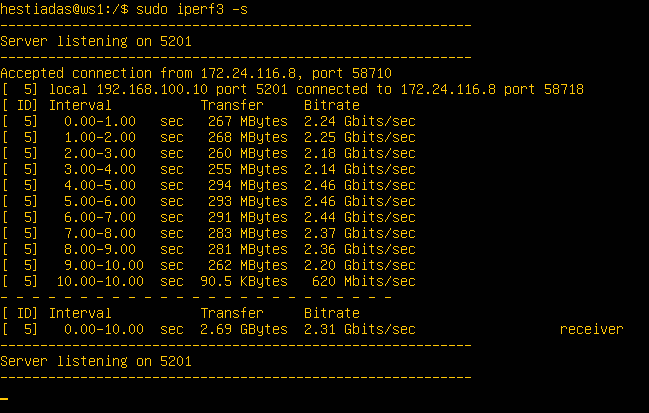 hestiadas@ws1:/$ sudo iperf3 -s
-----------------------------------------------------------
Server listening on 5201
-----------------------------------------------------------
Accepted connection from 172.24.116.8, port 58710
[  5] local 192.168.100.10 port 5201 connected to 172.24.116.8 port 58718
[ ID] Interval           Transfer     Bitrate
[  5]   0.00-1.00   sec   267 MBytes  2.24 Gbits/sec
[  5]   1.00-2.00   sec   268 MBytes  2.25 Gbits/sec
[  5]   2.00-3.00   sec   260 MBytes  2.18 Gbits/sec
[  5]   3.00-4.00   sec   255 MBytes  2.14 Gbits/sec
[  5]   4.00-5.00   sec   294 MBytes  2.46 Gbits/sec
[  5]   5.00-6.00   sec   293 MBytes  2.46 Gbits/sec
[  5]   6.00-7.00   sec   291 MBytes  2.44 Gbits/sec
[  5]   7.00-8.00   sec   283 MBytes  2.37 Gbits/sec
[  5]   8.00-9.00   sec   281 MBytes  2.36 Gbits/sec
[  5]   9.00-10.00  sec   262 MBytes  2.20 Gbits/sec
[  5]  10.00-10.00  sec  90.5 KBytes   620 Mbits/sec
- - - - - - - - - - - - - - - - - - - - - - - - -
[ ID] Interval           Transfer     Bitrate
[  5]   0.00-10.00  sec  2.69 GBytes  2.31 Gbits/sec                  receiver
-----------------------------------------------------------
Server listening on 5201
-----------------------------------------------------------